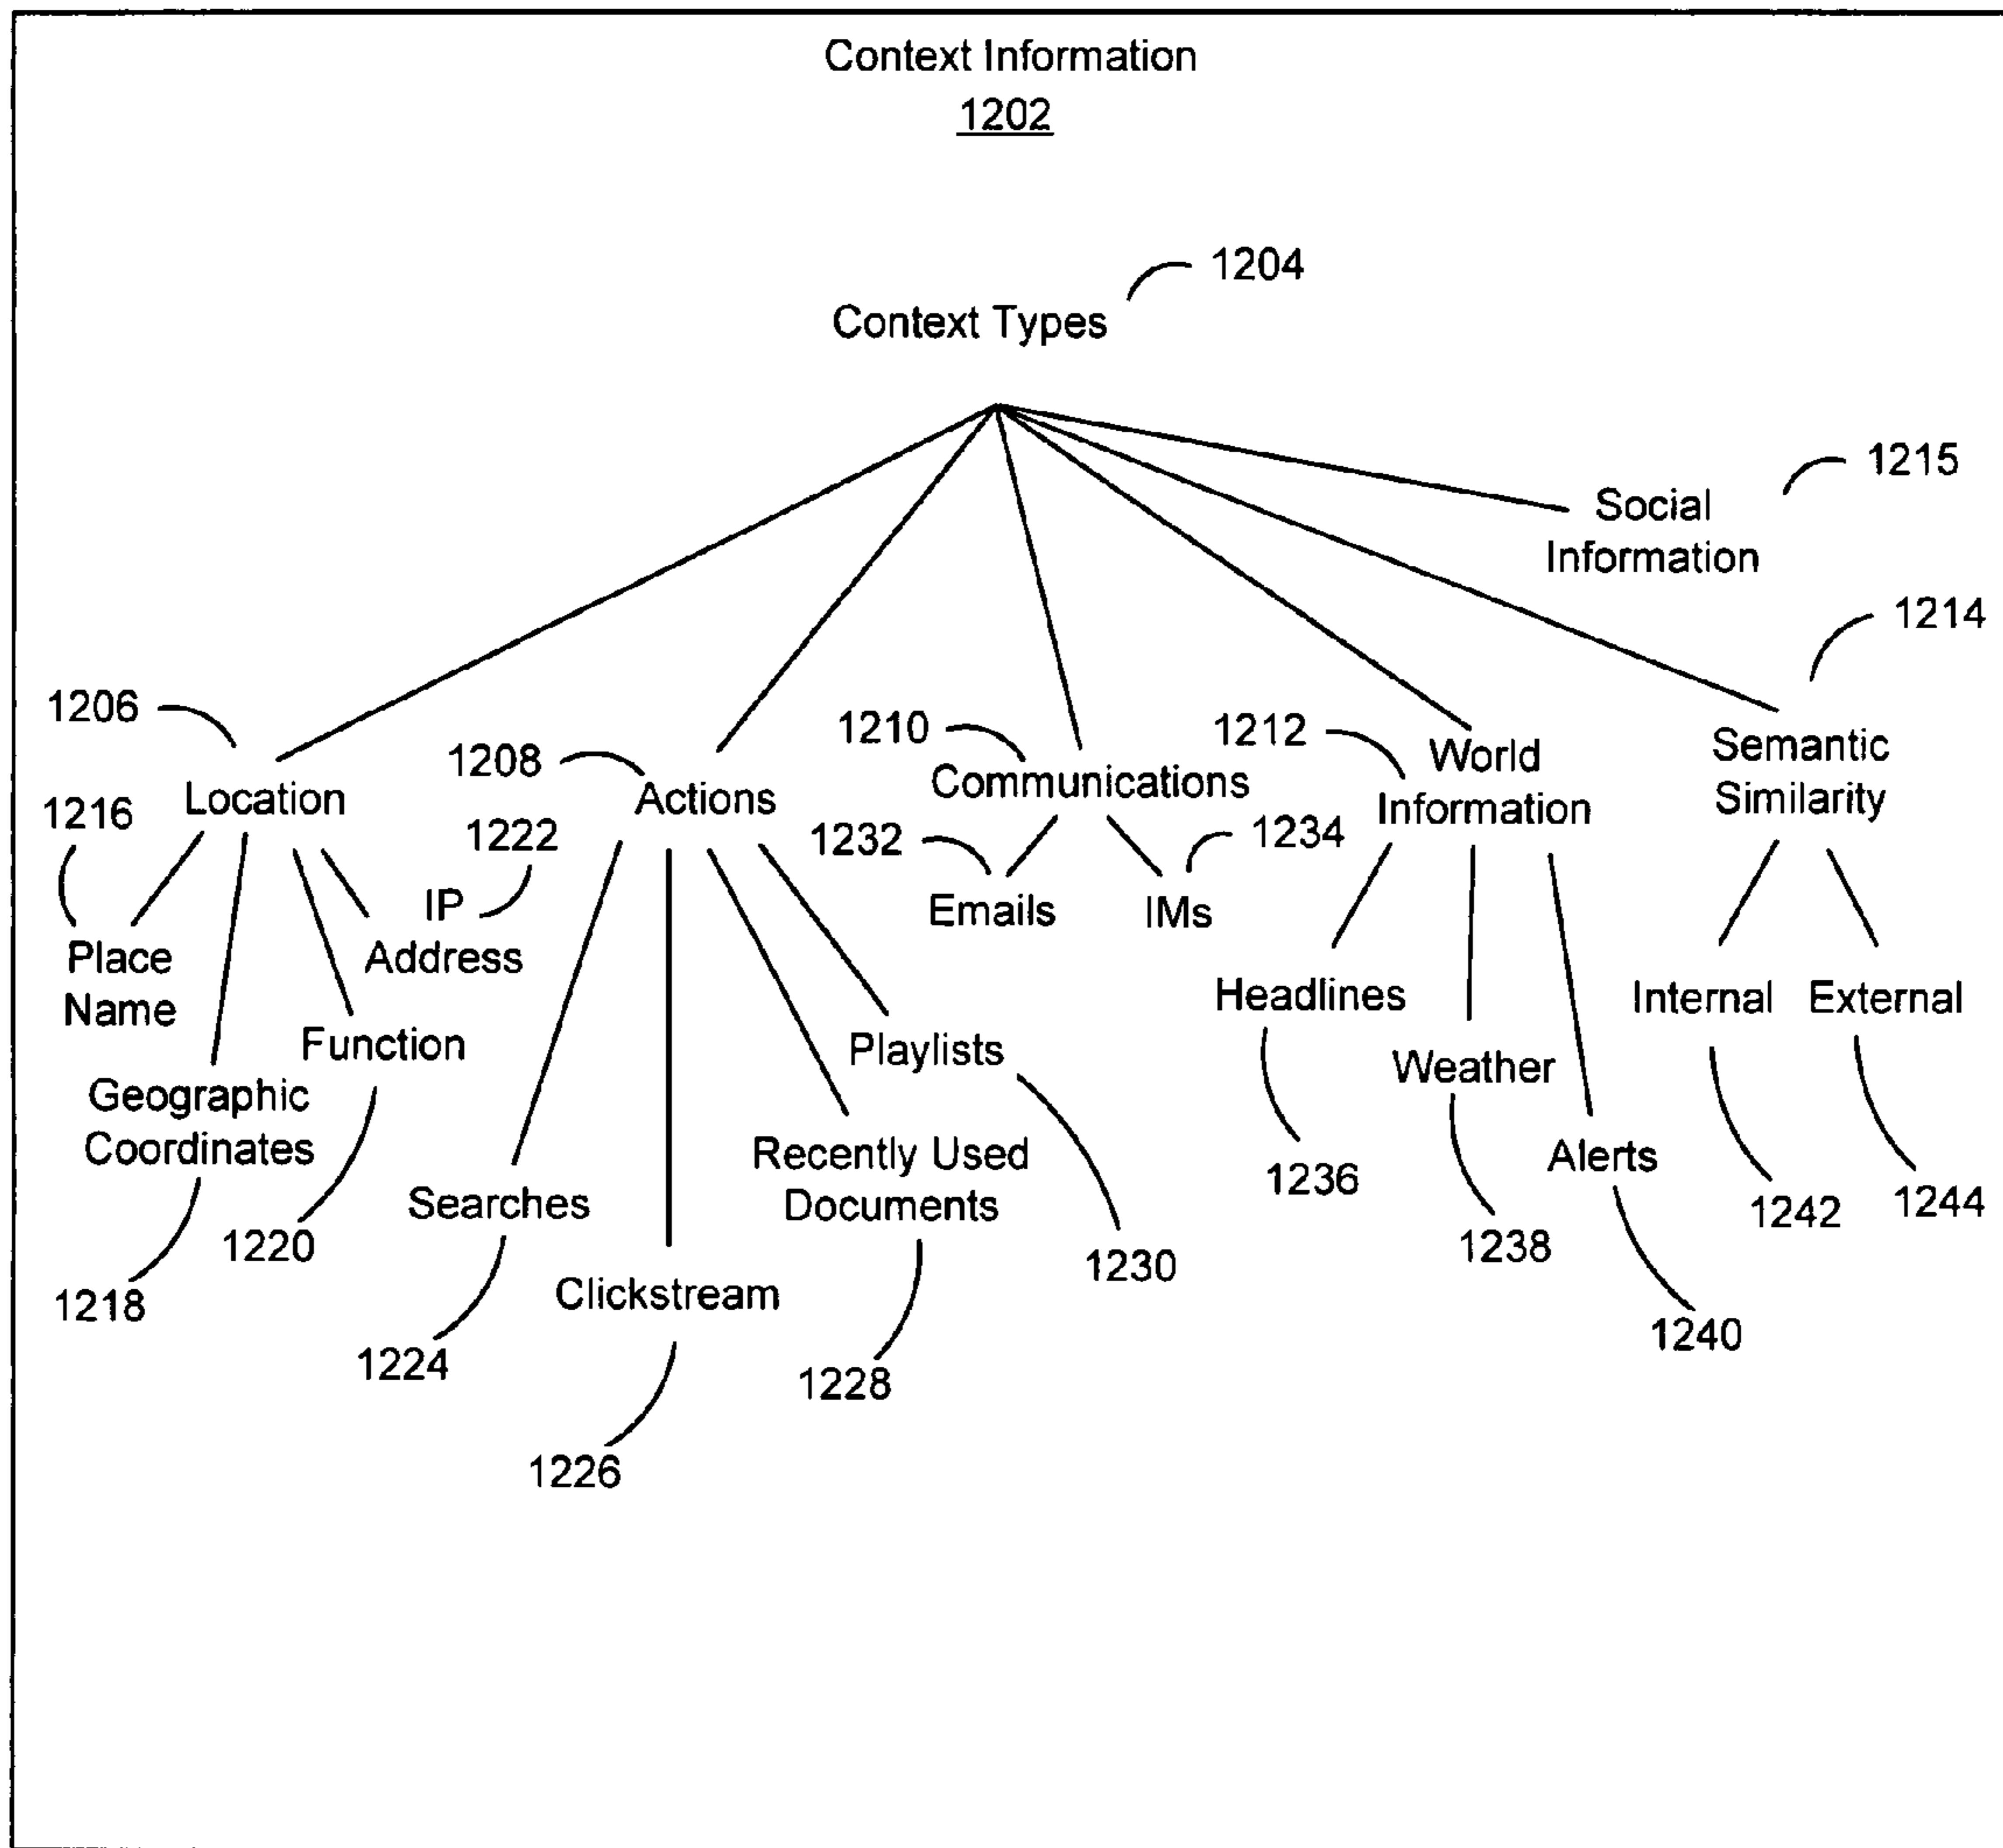 Context Information
1202
1204
Context Types
1215
Social
Information
1214
1206
1210
1212
World
Semantic
1208
Communications
Information
Similarity
1216
Location
Actions
1222
1232
1234
IP
Address
Emails
IMs
Place
Name
Headlines
Internal
External
Function
Playlists
Weather
Geographic
Coordinates
Recently Used
Documents
Alerts
1236
1242
1244
Searches
1220
1230
1238
1218
Clickstream
1240
1224
1228
1226